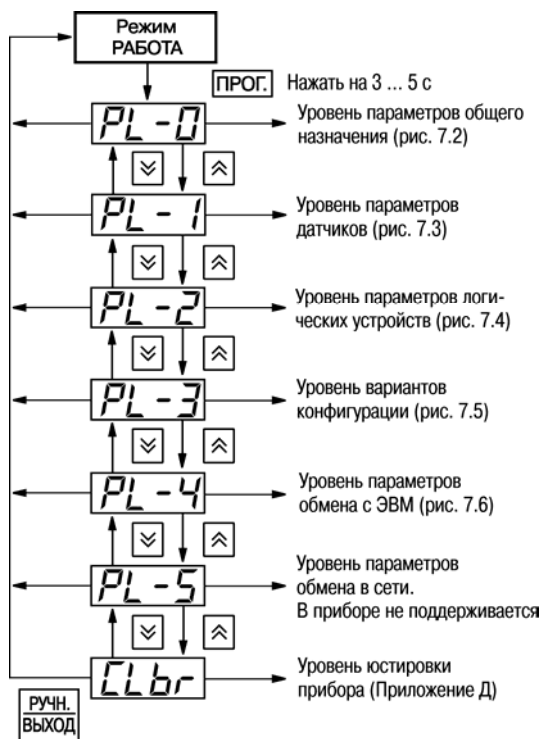 Режим
РАБОТА
ПРОГ. Нажать на 3 ... 5 с
PL-0
Уровень параметров общего
назначения (рис. 7.2)
PL-1
Уровень параметров
датчиков (рис. 7.3)
PL-2
Уровень параметров логи-
ческих устройств (рис. 7.4)
PL-3
Уровень вариантов
конфигурации (рис. 7.5)
PL-4
Уровень параметров
обмена с ЭВМ (рис. 7.6)
PL-5
Уровень параметров
обмена в сети.
В приборе не поддерживается
CLbr
Уровень юстировки
прибора (Приложение Д)
РУЧН.
ВЫХОД